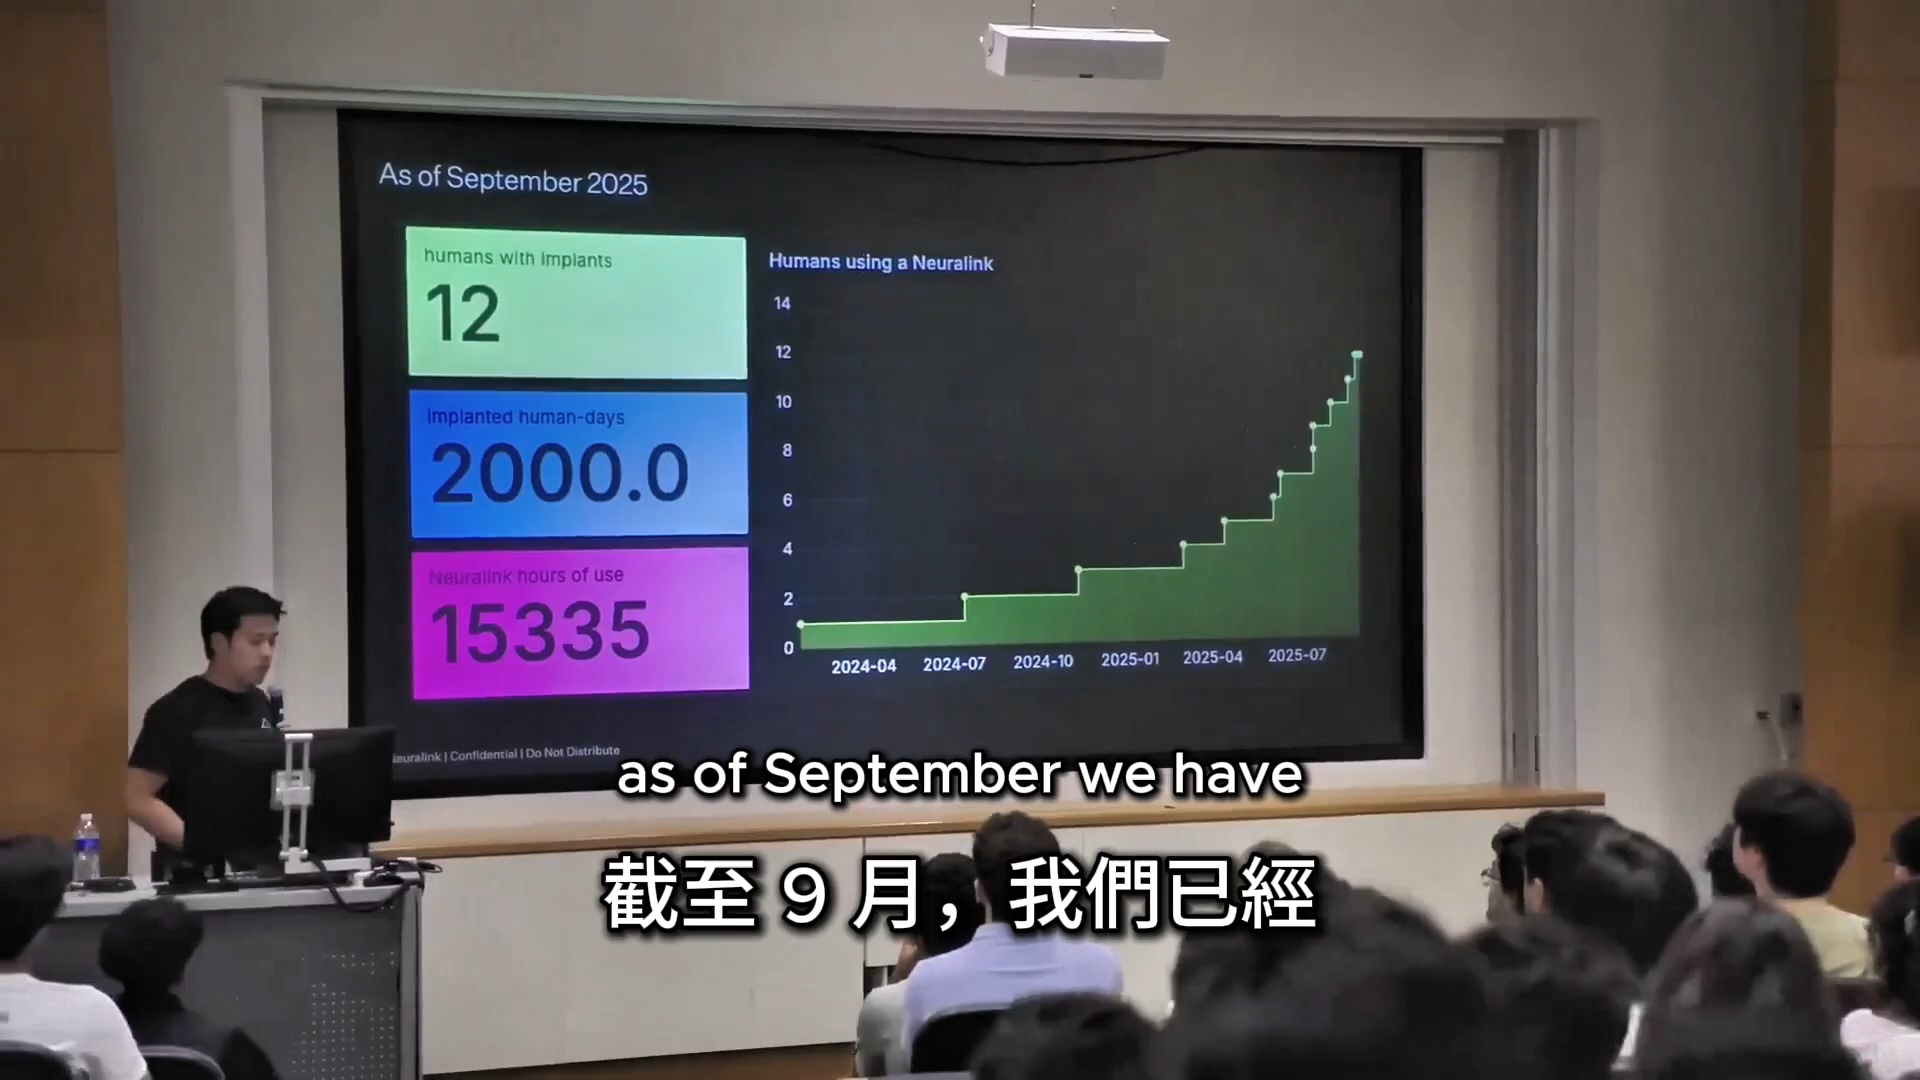 As of September 2025
humans with implants
12
Implanted human-days
2000.0
Neuralink hours of use
15335
Humans using a Neuralink
14
12
10
8
6
4
2
0
2024-04 2024-07 2024-10 2025-01 2025-04 2025-07
Neuralink | Confidential | Do Not Distribute
as of September we have
截至 9 月，我們已經